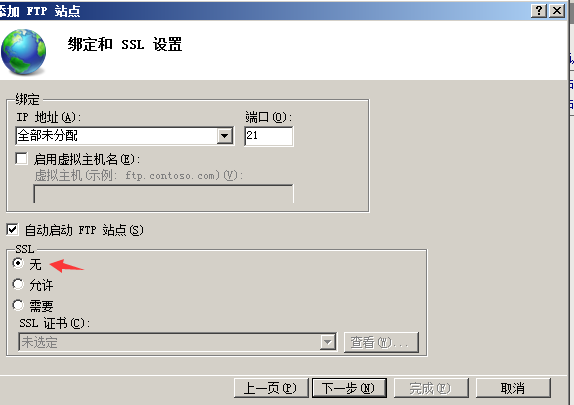 添加 FTP 站点
绑定和 SSL 设置
绑定
IP 地址(A):
端口(O):
全部未分配
21
启用虚拟主机名(E):
虚拟主机(示例: ftp.contoso.com)(V):
自动启动 FTP 站点(S)
SSL
无
允许
需要
SSL 证书(C):
未选定
查看(W)...
上一页(P)
下一步(N)
完成(F)
取消